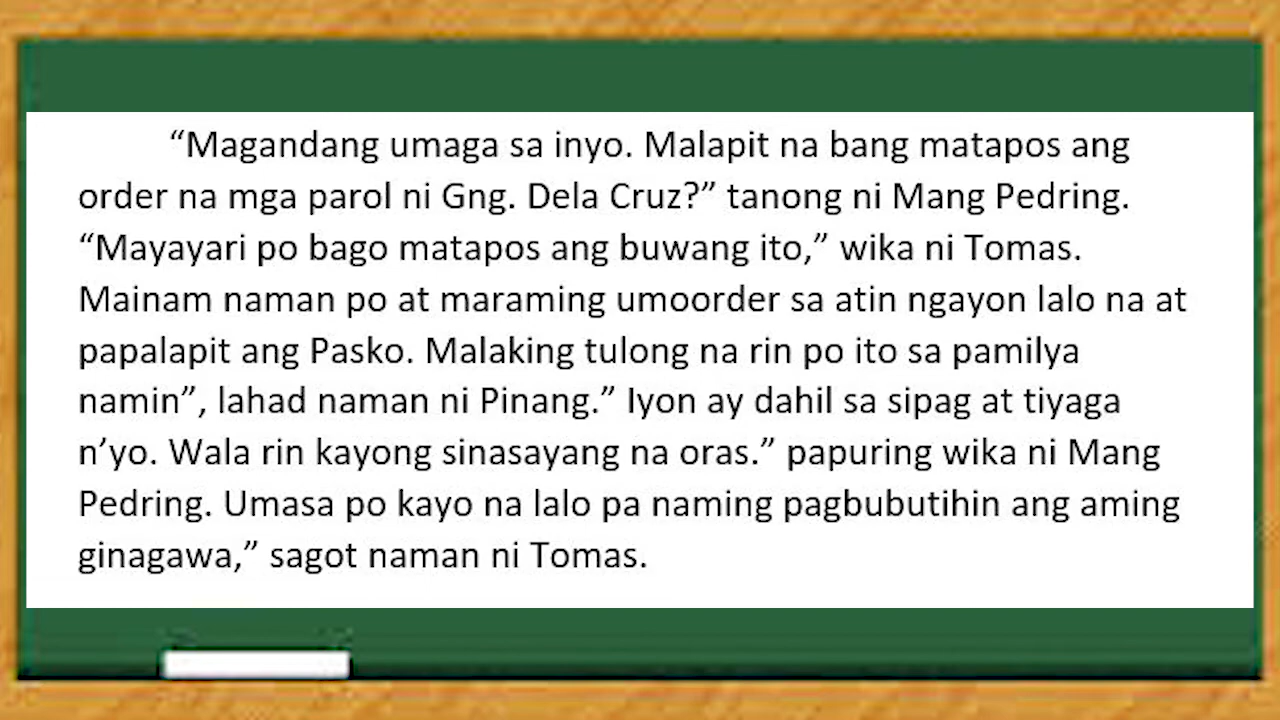 “Magandang umaga sa inyo. Malapit na bang matapos ang
order na mga parol ni Gng. Dela Cruz?” tanong ni Mang Pedring.
“Mayayari po bago matapos ang buwang ito,” wika ni Tomas.
Mainam naman po at maraming umoorder sa atin ngayon lalo na at
papalapit ang Pasko. Malaking tulong na rin po ito sa pamilya
namin”, lahad naman ni Pinang.” Iyon ay dahil sa sipag at tiyaga
n’yo. Wala rin kayong sinasayang na oras.” papuring wika ni Mang
Pedring. Umasa po kayo na lalo pa naming pagbubutihin ang aming
ginagawa,” sagot naman ni Tomas.